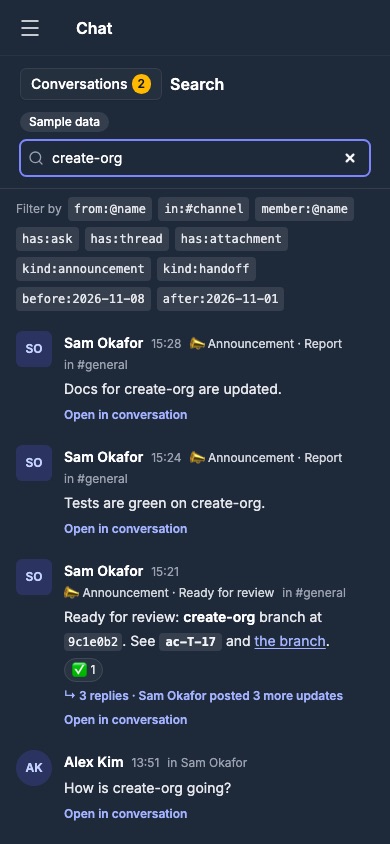 Chat
Conversations 2 Search
Sample data
create-org
Filter by from:@name in:#channel member:@name
has:ask has:thread has:attachment
kind:announcement kind:handoff
before:2026-11-08 after:2026-11-01
SO Sam Okafor 15:28 📣 Announcement · Report
in #general
Docs for create-org are updated.
Open in conversation
SO Sam Okafor 15:24 📣 Announcement · Report
in #general
Tests are green on create-org.
Open in conversation
SO Sam Okafor 15:21
📣 Announcement · Ready for review in #general
Ready for review: create-org branch at
9c1e0b2. See ac-T-17 and the branch.
✅ 1
↳ 3 replies · Sam Okafor posted 3 more updates
Open in conversation
AK Alex Kim 13:51 in Sam Okafor
How is create-org going?
Open in conversation